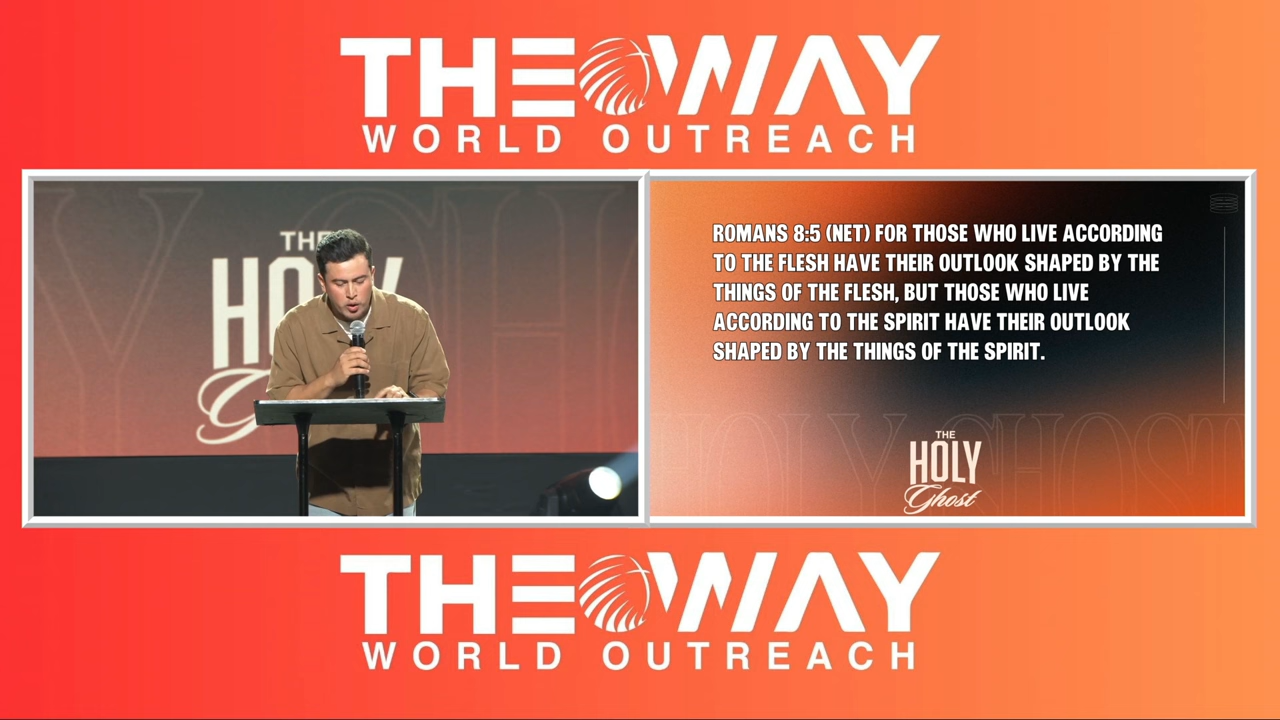 THE WAY
WORLD OUTREACH
THE
HOLY
G
ROMANS 8:5 (NET) FOR THOSE WHO LIVE ACCORDING
TO THE FLESH HAVE THEIR OUTLOOK SHAPED BY THE
THINGS OF THE FLESH, BUT THOSE WHO LIVE
ACCORDING TO THE SPIRIT HAVE THEIR OUTLOOK
SHAPED BY THE THINGS OF THE SPIRIT.
HOLY GHOST
THE
HOLY
Ghost
THE WAY
WORLD OUTREACH